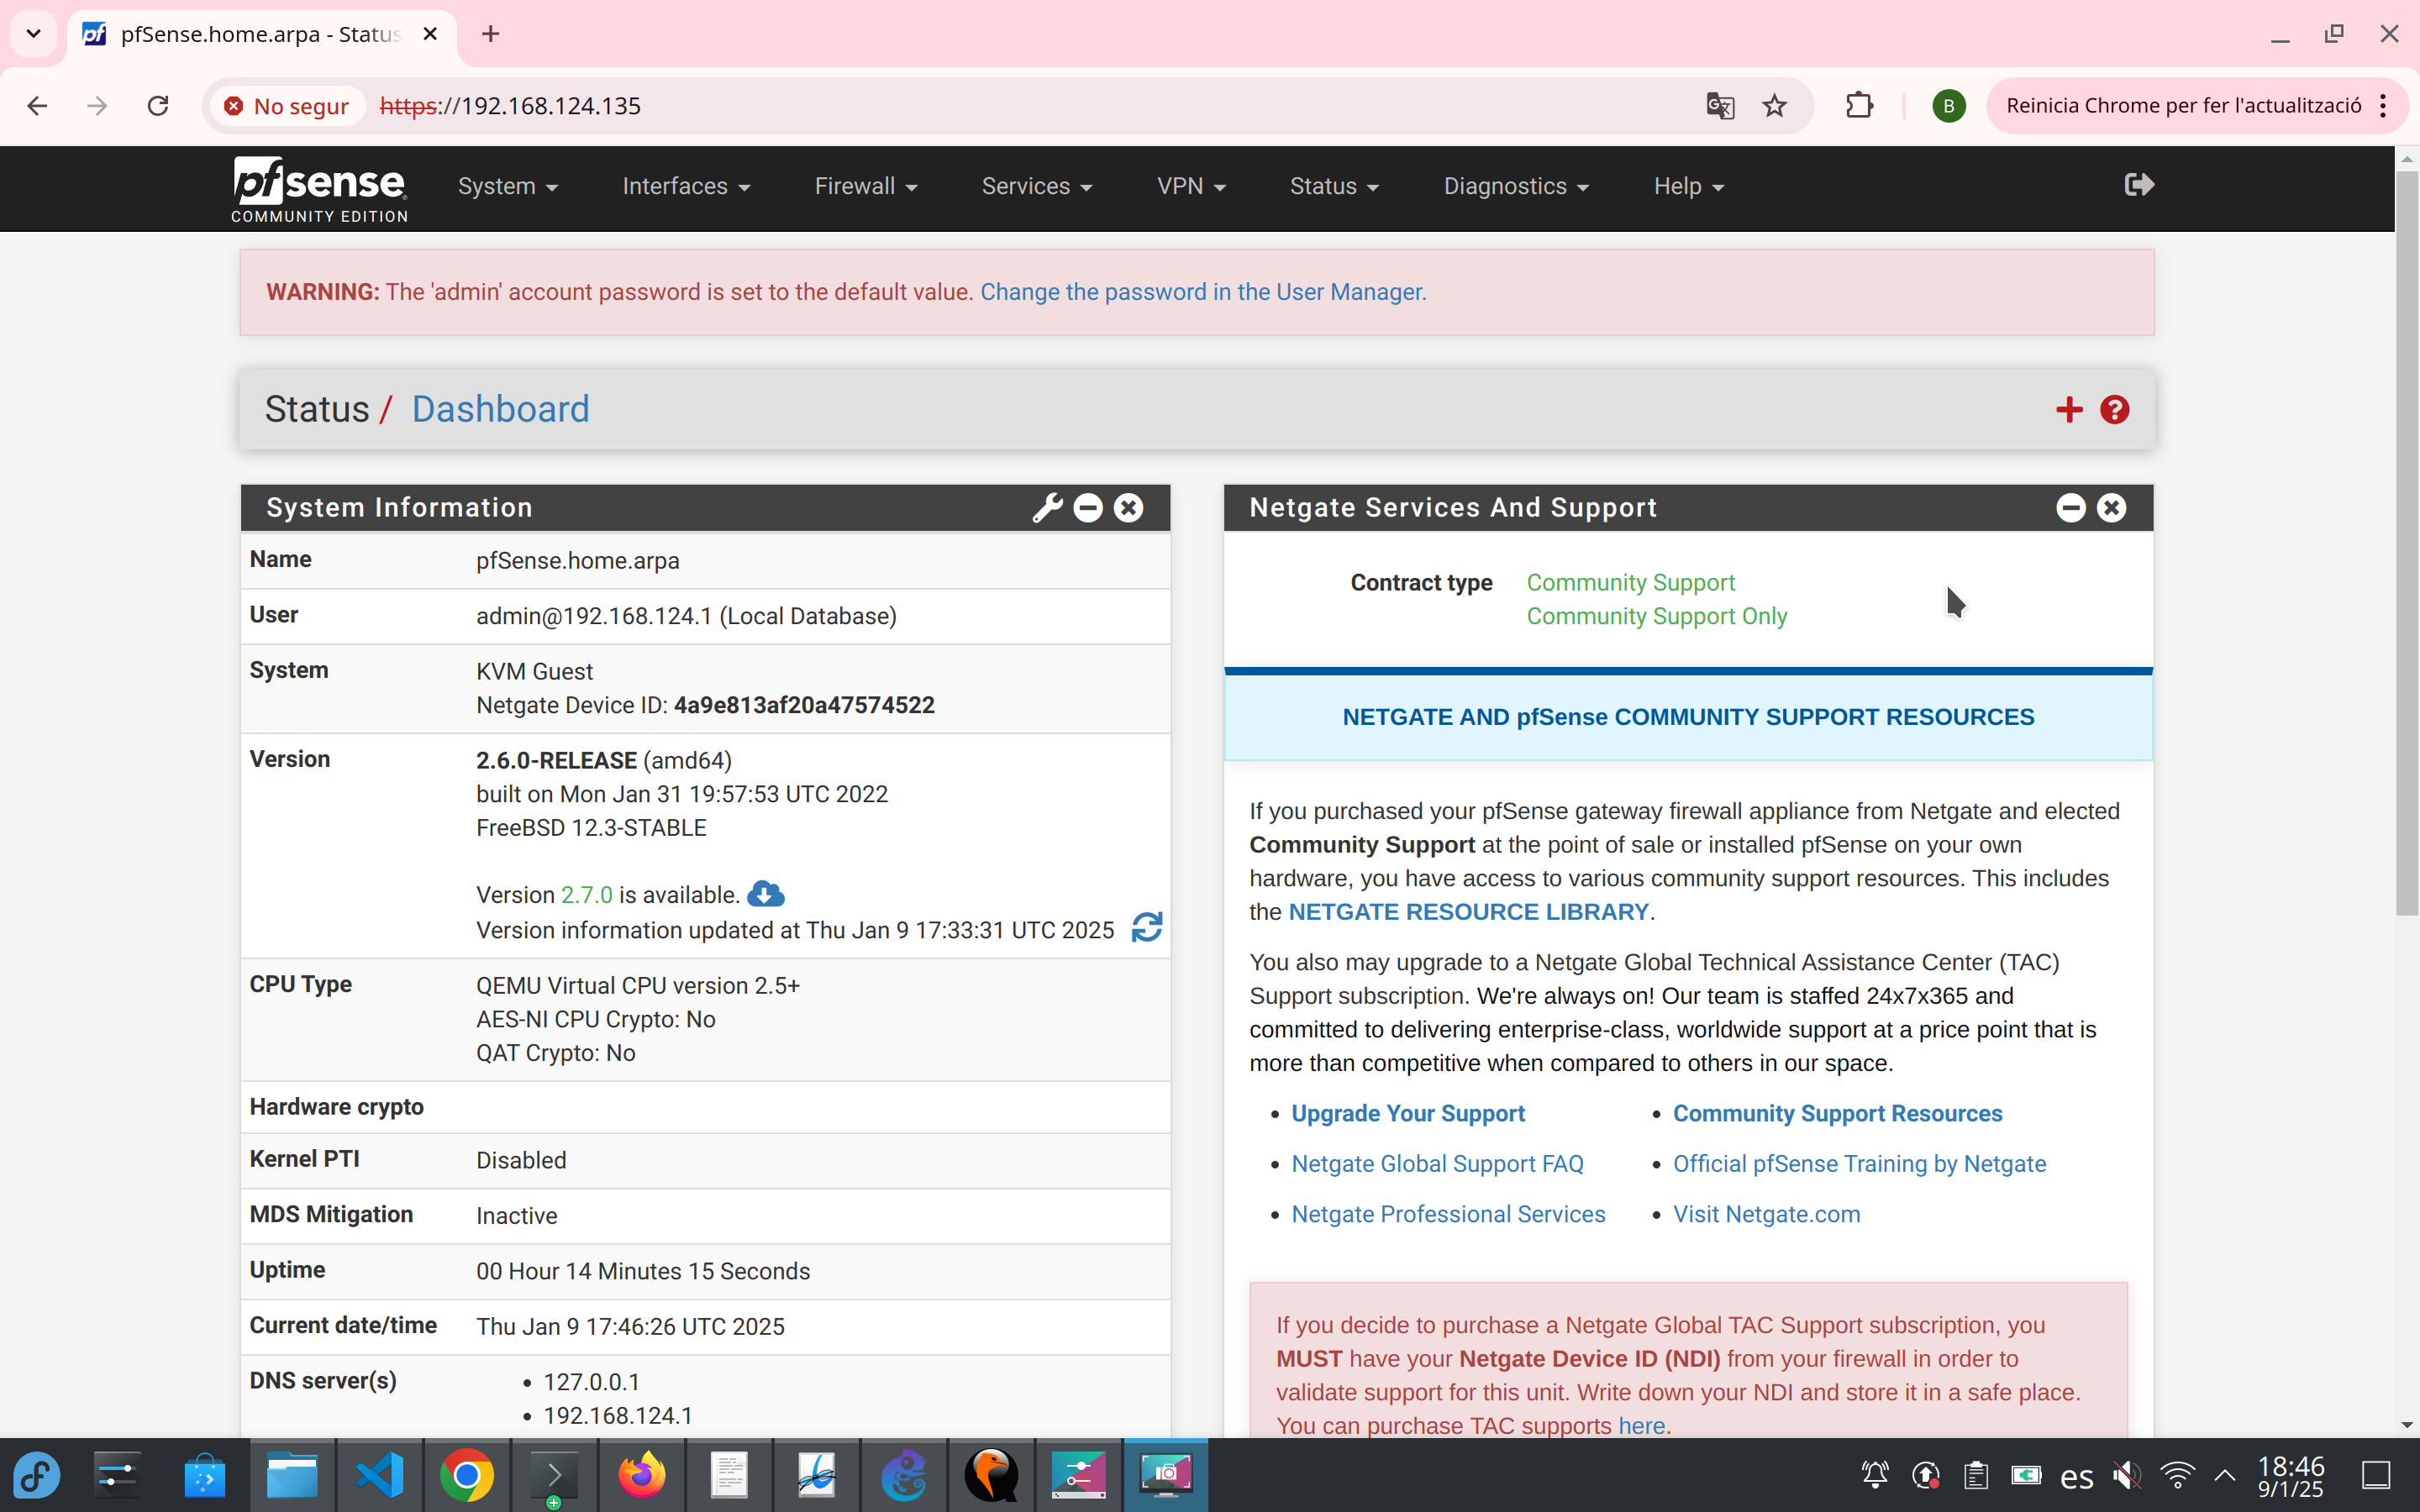 pfSense.home.arpa - Status
No segur
https://192.168.124.135
B
Reinicia Chrome per fer l'actualització
pfsense
COMMUNITY EDITION
System
Interfaces
Firewall
Services
VPN
Status
Diagnostics
Help
WARNING: The 'admin' account password is set to the default value. Change the password in the User Manager.
Status / Dashboard
System Information
Name pfSense.home.arpa
User admin@192.168.124.1 (Local Database)
System KVM Guest
Netgate Device ID: 4a9e813af20a47574522
Version 2.6.0-RELEASE (amd64)
built on Mon Jan 31 19:57:53 UTC 2022
FreeBSD 12.3-STABLE
Version 2.7.0 is available.
Version information updated at Thu Jan 9 17:33:31 UTC 2025
CPU Type QEMU Virtual CPU version 2.5+
AES-NI CPU Crypto: No
QAT Crypto: No
Hardware crypto
Kernel PTI Disabled
MDS Mitigation Inactive
Uptime 00 Hour 14 Minutes 15 Seconds
Current date/time Thu Jan 9 17:46:26 UTC 2025
DNS server(s) 127.0.0.1
192.168.124.1
Netgate Services And Support
Contract type Community Support
Community Support Only
NETGATE AND pfSense COMMUNITY SUPPORT RESOURCES
If you purchased your pfSense gateway firewall appliance from Netgate and elected
Community Support at the point of sale or installed pfSense on your own
hardware, you have access to various community support resources. This includes
the NETGATE RESOURCE LIBRARY.
You also may upgrade to a Netgate Global Technical Assistance Center (TAC)
Support subscription. We're always on! Our team is staffed 24x7x365 and
committed to delivering enterprise-class, worldwide support at a price point that is
more than competitive when compared to others in our space.
Upgrade Your Support
Community Support Resources
Netgate Global Support FAQ
Official pfSense Training by Netgate
Netgate Professional Services
Visit Netgate.com
If you decide to purchase a Netgate Global TAC Support subscription, you
MUST have your Netgate Device ID (NDI) from your firewall in order to
validate support for this unit. Write down your NDI and store it in a safe place.
You can purchase TAC supports here.
es
18:46
9/1/25